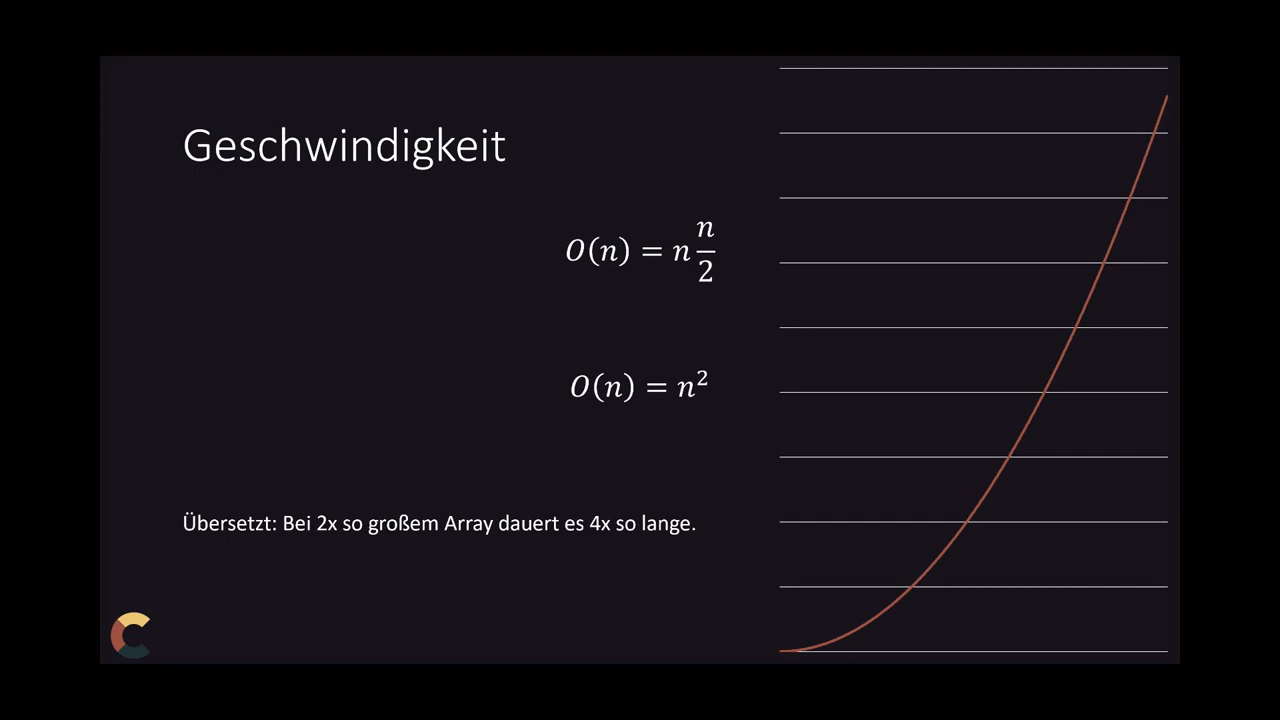 Geschwindigkeit
O(n) = n n/2
O(n) = n²
Übersetzt: Bei 2x so großem Array dauert es 4x so lange.